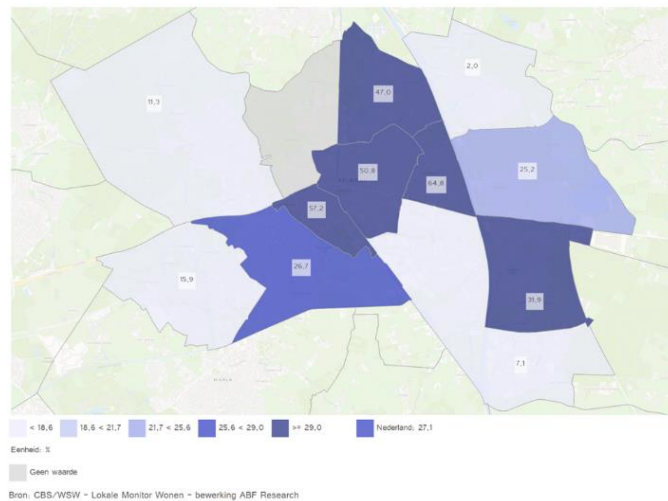 2,0
47,0
11,3
50,8
25,2
64,8
57,2
26,7
15,9
31,9
7,1
< 18,6 18,6 < 21,7 21,7 < 25,6 25,6 < 29,0 >= 29,0 Nederland: 27,1
Eenheid: %
Geen waarde
Bron: CBS/WSW - Lokale Monitor Wonen - bewerking ABF Research